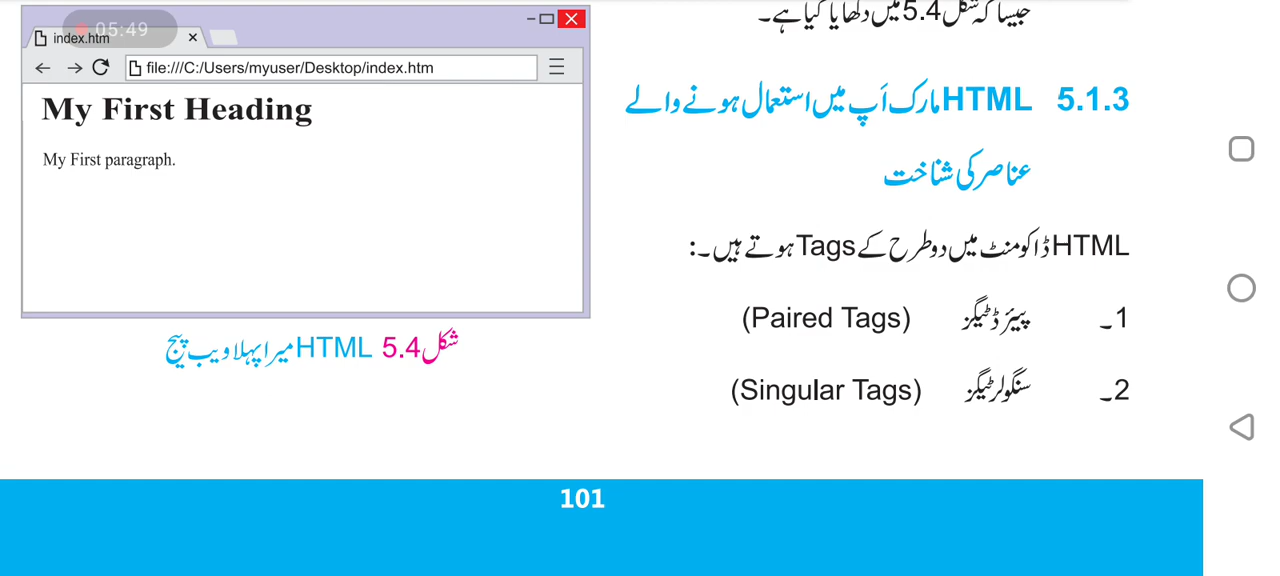 05:49
index.htm
file:///C:/Users/myuser/Desktop/index.htm
My First Heading
My First paragraph.
شکل 5.4 HTML میرا پہلا ویب پیج
جیسا کہ شکل 5.4 میں دکھایا گیا ہے۔
5.1.3 HTML مارک اَپ میں استعمال ہونے والے
عناصر کی شناخت
HTML ڈاکومنٹ میں دو طرح کے Tags ہوتے ہیں۔:
1۔ پیئرڈ ٹیگز (Paired Tags)
2۔ سنگولر ٹیگز (Singular Tags)
101